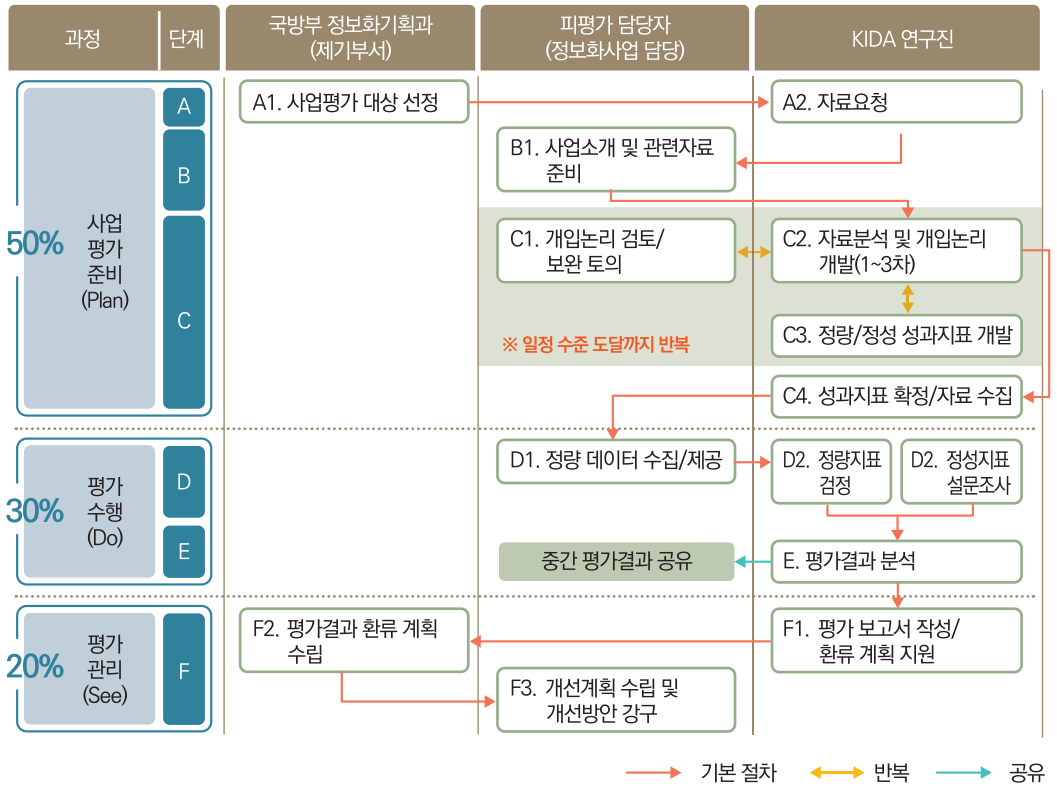 과정
단계
국방부 정보화기획과
(제기부서)
피평가 담당자
(정보화사업 담당)
KIDA 연구진
50%
사업
평가
준비
(Plan)
A
B
C
A1. 사업평가 대상 선정
A2. 자료요청
B1. 사업소개 및 관련자료
준비
C1. 개입논리 검토/
보완 토의
C2. 자료분석 및 개입논리
개발(1~3차)
C3. 정량/정성 성과지표 개발
※ 일정 수준 도달까지 반복
C4. 성과지표 확정/자료 수집
30%
평가
수행
(Do)
D
E
D1. 정량 데이터 수집/제공
D2. 정량지표
검정
D2. 정성지표
설문조사
중간 평가결과 공유
E. 평가결과 분석
20%
평가
관리
(See)
F
F2. 평가결과 환류 계획
수립
F1. 평가 보고서 작성/
환류 계획 지원
F3. 개선계획 수립 및
개선방안 강구
기본 절차
반복
공유